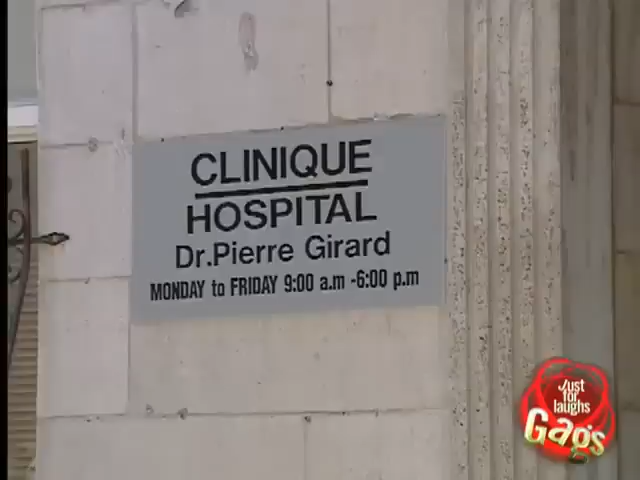 CLINIQUE
HOSPITAL
Dr.Pierre Girard
MONDAY to FRIDAY 9:00 a.m -6:00 p.m
Just
for
laughs
Gags